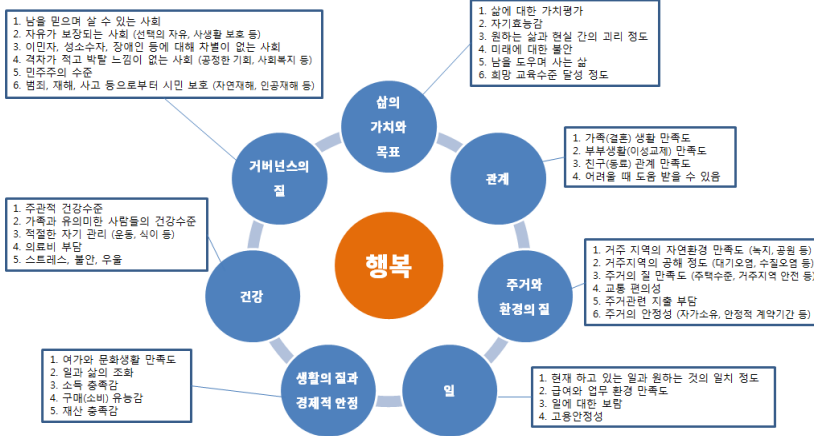 1. 남을 믿으며 살 수 있는 사회
2. 자유가 보장되는 사회 (선택의 자유, 사생활 보호 등)
3. 이민자, 성소수자, 장애인 등에 대해 차별이 없는 사회
4. 격차가 적고 박탈 느낌이 없는 사회 (공정한 기회, 사회복지 등)
5. 민주주의 수준
6. 범죄, 재해, 사고 등으로부터 시민 보호 (자연재해, 인공재해 등)
1. 삶에 대한 가치평가
2. 자기효능감
3. 원하는 삶과 현실 간의 괴리 정도
4. 미래에 대한 불안
5. 남을 도우며 사는 삶
6. 희망 교육수준 달성 정도
삶의
가치와
목표
거버넌스의
질
관계
1. 가족(결혼) 생활 만족도
2. 부부생활(이성교제) 만족도
3. 친구(동료) 관계 만족도
4. 어려울 때 도움 받을 수 있음
1. 주관적 건강수준
2. 가족과 유의미한 사람들의 건강수준
3. 적절한 자기 관리 (운동, 식이 등)
4. 의료비 부담
5. 스트레스, 불안, 우울
행복
건강
주거와
환경의 질
1. 거주 지역의 자연환경 만족도 (녹지, 공원 등)
2. 거주지역의 공해 정도 (대기오염, 수질오염 등)
3. 주거의 질 만족도 (주택수준, 거주지역 안전 등)
4. 교통 편의성
5. 주거관련 지출 부담
6. 주거의 안정성 (자가소유, 안정적 계약기간 등)
1. 여가와 문화생활 만족도
2. 일과 삶의 조화
3. 소득 충족감
4. 구매(소비) 유능감
5. 재산 충족감
생활의 질과
경제적 안정
일
1. 현재 하고 있는 일과 원하는 것의 일치 정도
2. 급여와 업무 환경 만족도
3. 일에 대한 보람
4. 고용안정성